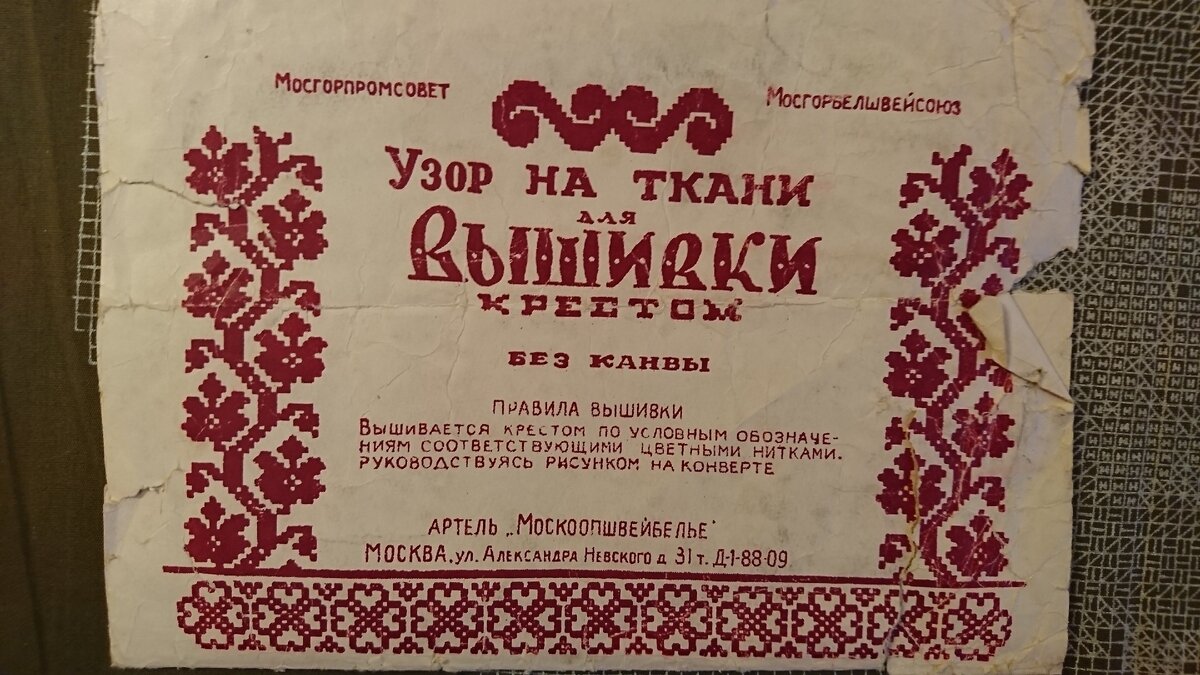 Мосгорпромсовет
Мосгорбелшвейсоюз
Узор на ткани
для
вышивки
крестом
без канвы
Правила вышивки
Вышивается крестом по условным обозначе-
ниям соответствующими цветными нитками.
руководствуясь рисунком на конверте
артель „Москоопшвейбелье"
Москва, ул. Александра Невского д 31 т. Д-1-88-09